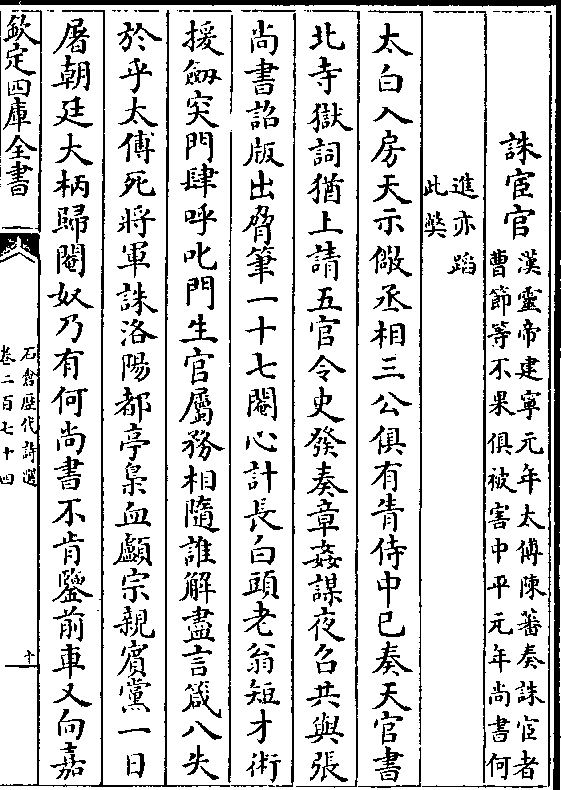 誅宦官漢靈帝建寧元年太傅陳蕃奏誅宦者
曹節等不果俱被害中平元年尚書何
進亦蹈
此弊
太白入房天示儆丞相三公俱有眚侍中已奏天官書
北寺獄詞猶上請五官令史發奏章姦謀夜召共與張
尚書詔版出脅筆一十七閹心計長白頭老翁短才術
援劒突門肆呼叱門生官屬務相隨誰解盡言箴八失
於乎太傅死將軍誅洛陽都亭梟血顱宗親賓黨一日
屠朝廷大柄歸閹奴乃有何尚書不肯鑒前車又向嘉
欽定四庫全書
石倉歷代詩選
卷二百七十四
十